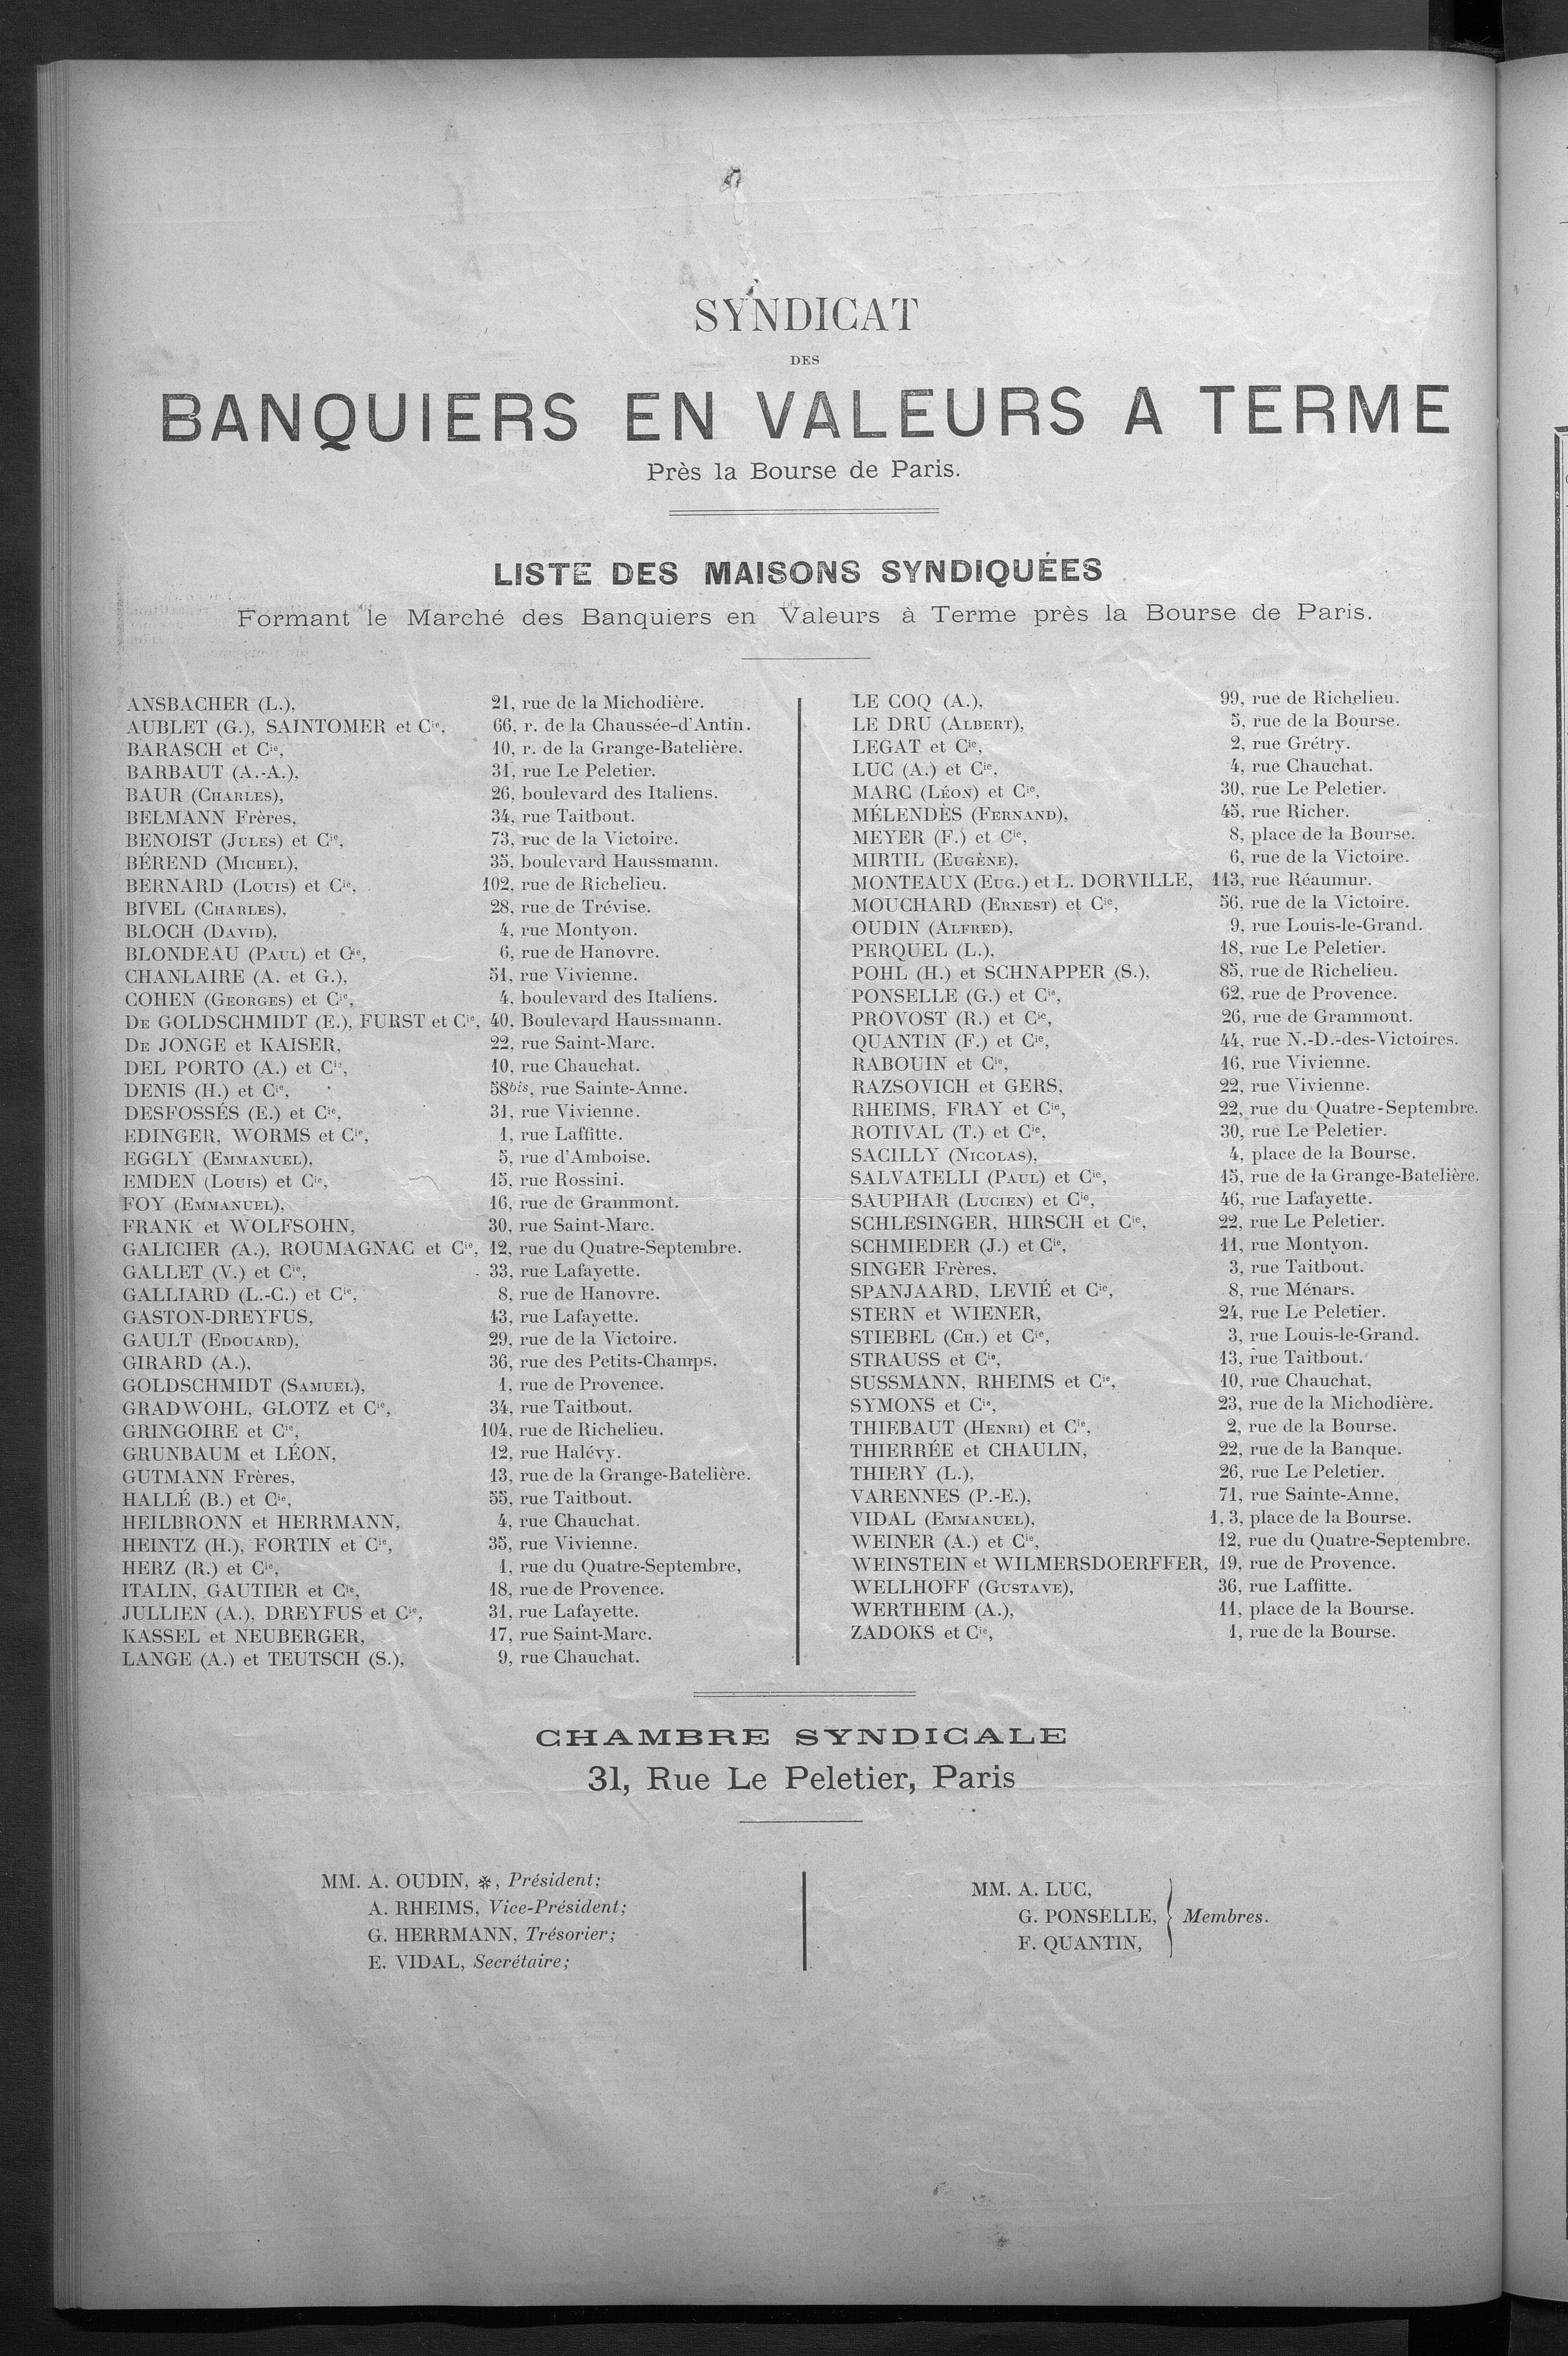 SYNDICAT
DES
BANQUIERS EN VALEURS A TERME
Près la Bourse de Paris.
LISTE DES MAISONS SYNDIQUÉES
Formant le Marché des Banquiers en Valeurs à Terme près la Bourse de Paris.
ANSBACHER (L.), 21, rue de la Michodière.
AUBLET (G.), SAINTOMER et Cie, 66, r. de la Chaussée-d'Antin.
BARASCH et Cie, 10, r. de la Grange-Batelière.
BARBAUT (A.-A.), 31, rue Le Peletier.
BAUR (CHARLES), 26, boulevard des Italiens.
BELMANN Frères, 34, rue Taitbout.
BENOIST (JULES) et Cie, 73, rue de la Victoire.
BÉREND (MICHEL), 35, boulevard Haussmann.
BERNARD (LOUIS) et Cie, 102, rue de Richelieu.
BIVEL (CHARLES), 28, rue de Trévise.
BLOCH (DAVID), 4, rue Montyon.
BLONDEAU (PAUL) et Cie, 6, rue de Hanovre.
CHANLAIRE (A. et G.), 51, rue Vivienne.
COHEN (GEORGES) et Cie, 4, boulevard des Italiens.
DE GOLDSCHMIDT (E.), FURST et Cie, 40, Boulevard Haussmann.
DE JONGE et KAISER, 22, rue Saint-Marc.
DEL PORTO (A.) et Cie, 10, rue Chauchat.
DENIS (H.) et Cie, 58bis, rue Sainte-Anne.
DESFOSSÉS (E.) et Cie, 31, rue Vivienne.
EDINGER, WORMS et Cie, 1, rue Laffitte.
EGGLY (EMMANUEL), 5, rue d'Amboise.
EMDEN (LOUIS) et Cie, 15, rue Rossini.
FOY (EMMANUEL), 16, rue de Grammont.
FRANK et WOLFSOHN, 30, rue Saint-Marc.
GALICIER (A.), ROUMAGNAC et Cie, 12, rue du Quatre-Septembre.
GALLET (V.) et Cie, 33, rue Lafayette.
GALLIARD (L.-C.) et Cie, 8, rue de Hanovre.
GASTON-DREYFUS, 43, rue Lafayette.
GAULT (EDOUARD), 29, rue de la Victoire.
GIRARD (A.), 36, rue des Petits-Champs.
GOLDSCHMIDT (SAMUEL), 1, rue de Provence.
GRADWOHL, GLOTZ et Cie, 34, rue Taitbout.
GRINGOIRE et Cie, 104, rue de Richelieu.
GRUNBAUM et LÉON, 12, rue Halévy.
GUTMANN Frères, 13, rue de la Grange-Batelière.
HALLÉ (B.) et Cie, 55, rue Taitbout.
HEILBRONN et HERRMANN, 4, rue Chauchat.
HEINTZ (H.), FORTIN et Cie, 35, rue Vivienne.
HERZ (R.) et Cie, 1, rue du Quatre-Septembre,
ITALIN, GAUTIER et Cie, 18, rue de Provence.
JULLIEN (A.), DREYFUS et Cie, 31, rue Lafayette.
KASSEL et NEUBERGER, 17, rue Saint-Marc.
LANGE (A.) et TEUTSCH (S.), 9, rue Chauchat.
LE COQ (A.), 99, rue de Richelieu.
LE DRU (ALBERT), 5, rue de la Bourse.
LEGAT et Cie, 2, rue Grétry.
LUC (A.) et Cie, 4, rue Chauchat.
MARC (LÉON) et Cie, 30, rue Le Peletier.
MÉLENDÈS (FERNAND), 45, rue Richer.
MEYER (F.) et Cie, 8, place de la Bourse.
MIRTIL (EUGÈNE), 6, rue de la Victoire.
MONTEAUX (EUG.) et L. DORVILLE, 113, rue Réaumur.
MOUCHARD (ERNEST) et Cie, 56, rue de la Victoire.
OUDIN (ALFRED), 9, rue Louis-le-Grand.
PERQUEL (L.), 18, rue Le Peletier.
POHL (H.) et SCHNAPPER (S.), 85, rue de Richelieu.
PONSELLE (G.) et Cie, 62, rue de Provence.
PROVOST (R.) et Cie, 26, rue de Grammont.
QUANTIN (F.) et Cie, 44, rue N.-D.-des-Victoires.
RABOUIN et Cie, 16, rue Vivienne.
RAZSOVICH et GERS, 22, rue Vivienne.
RHEIMS, FRAY et Cie, 22, rue du Quatre-Septembre.
ROTIVAL (T.) et Cie, 30, rue Le Peletier.
SACILLY (NICOLAS), 4, place de la Bourse.
SALVATELLI (PAUL) et Cie, 15, rue de la Grange-Batelière.
SAUPHAR (LUCIEN) et Cie, 46, rue Lafayette.
SCHLESINGER, HIRSCH et Cie, 22, rue Le Peletier.
SCHMIEDER (J.) et Cie, 11, rue Montyon.
SINGER Frères, 3, rue Taitbout.
SPANJAARD, LEVIÉ et Cie, 8, rue Ménars.
STERN et WIENER, 24, rue Le Peletier.
STIEBEL (CH.) et Cie, 3, rue Louis-le-Grand.
STRAUSS et Cie, 13, rue Taitbout.
SUSSMANN, RHEIMS et Cie, 10, rue Chauchat,
SYMONS et Cie, 23, rue de la Michodière.
THIEBAUT (HENRI) et Cie, 2, rue de la Bourse.
THIERRÉE et CHAULIN, 22, rue de la Banque.
THIERY (L.), 26, rue Le Peletier.
VARENNES (P.-E.), 71, rue Sainte-Anne,
VIDAL (EMMANUEL), 1, 3, place de la Bourse.
WEINER (A.) et Cie, 12, rue du Quatre-Septembre.
WEINSTEIN et WILMERSDOERFFER, 19, rue de Provence.
WELLHOFF (GUSTAVE), 36, rue Laffitte.
WERTHEIM (A.), 11, place de la Bourse.
ZADOKS et Cie, 1, rue de la Bourse.
CHAMBRE SYNDICALE
31, Rue Le Peletier, Paris
MM. A. OUDIN, ✻, Président;
A. RHEIMS, Vice-Président;
G. HERRMANN, Trésorier;
E. VIDAL, Secrétaire;
MM. A. LUC,
G. PONSELLE, Membres.
F. QUANTIN,